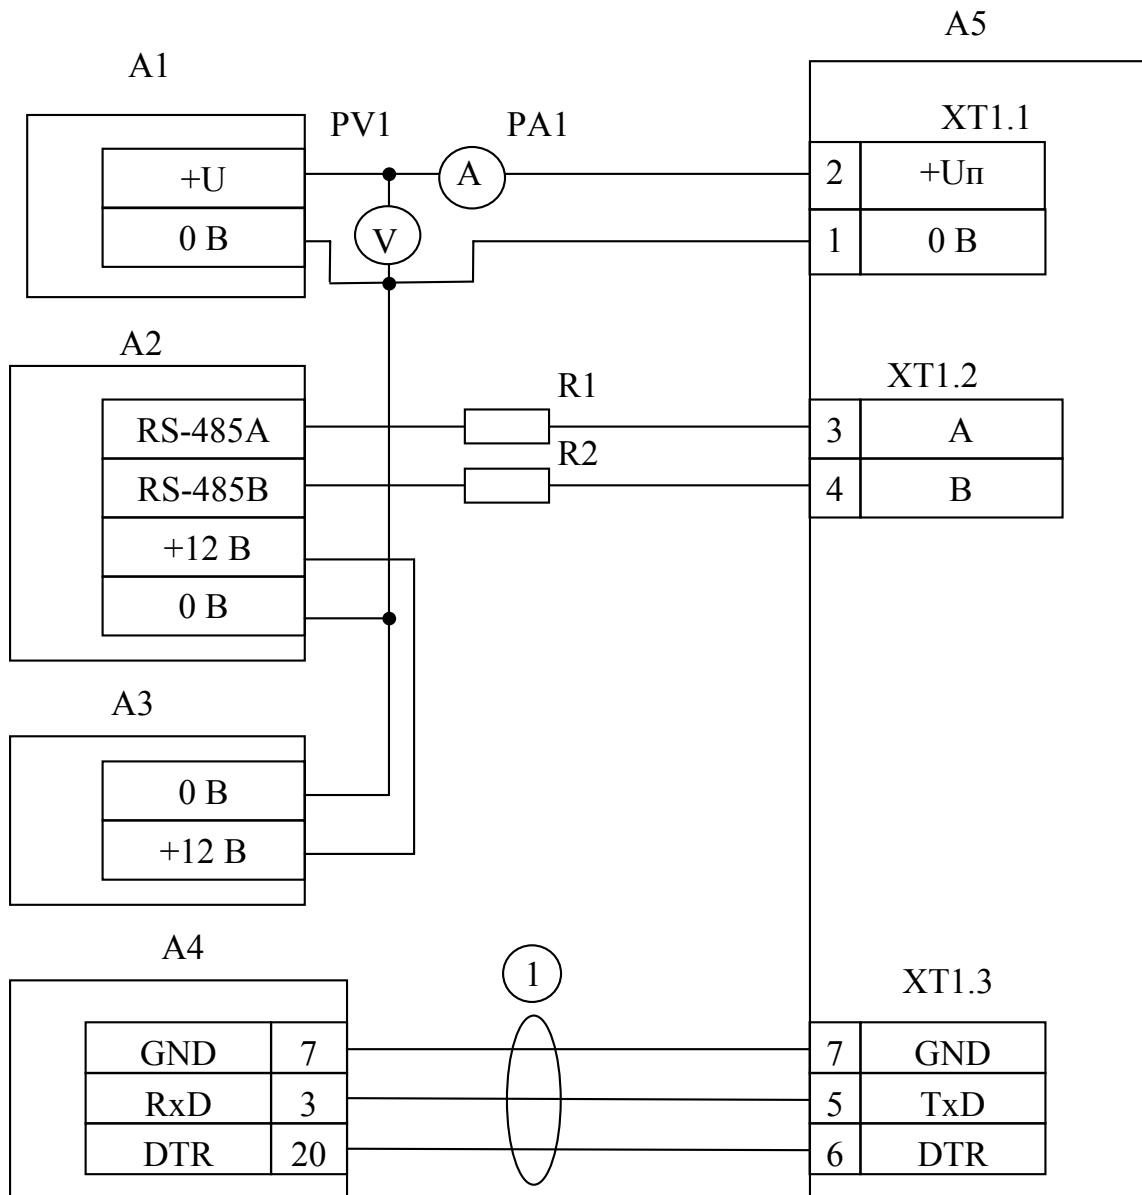 A5
A1
XT1.1
PV1
PA1
+U
A
2
+Uп
0 В
V
1
0 В
A2
XT1.2
R1
RS-485A
3
A
R2
RS-485B
4
B
+12 В
0 В
A3
0 В
+12 В
A4
1
XT1.3
GND
7
7
GND
RxD
3
5
TxD
DTR
20
6
DTR